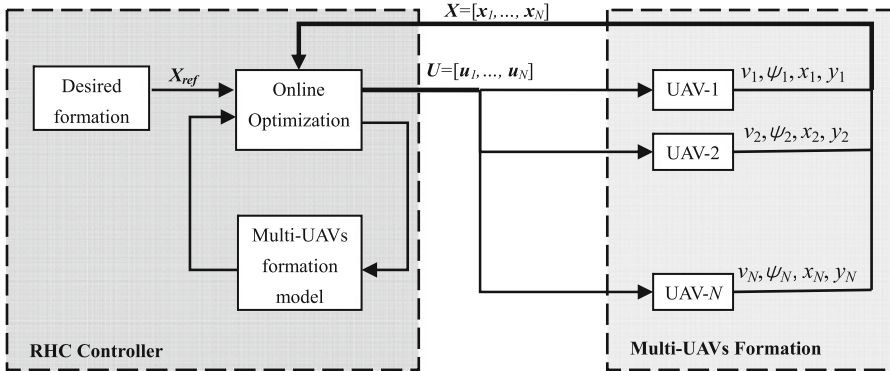 X=[x1,..., xN]
Desired
formation
Xref
Online
Optimization
U=[u1,..., uN]
UAV-1
v1,ψ1, x1, y1
UAV-2
v2,ψ2, x2, y2
Multi-UAVs
formation
model
UAV-N
vN,ψN, xN, yN
RHC Controller
Multi-UAVs Formation